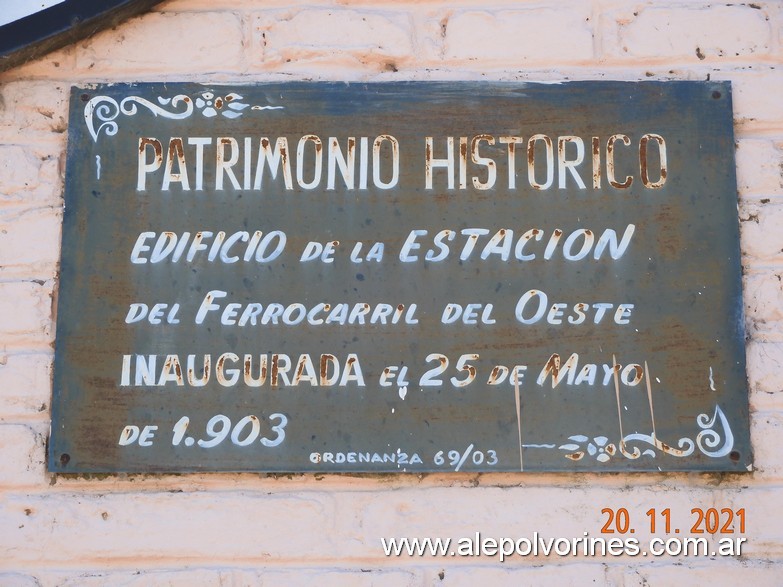 PATRIMONIO HISTORICO
EDIFICIO DE LA ESTACION
DEL FERROCARRIL DEL OESTE
INAUGURADA EL 25 DE MAYO
DE 1.903
ORDENANZA 69/03
20. 11. 2021
www.alepolvorines.com.ar